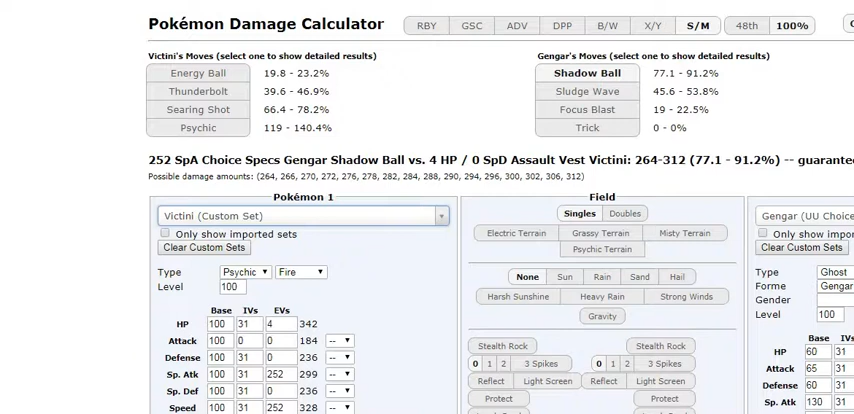 Pokémon Damage Calculator RBY GSC ADV DPP B/W X/Y S/M 48th 100%
Victini's Moves (select one to show detailed results)
Energy Ball 19.8 - 23.2%
Thunderbolt 39.6 - 46.9%
Searing Shot 66.4 - 78.2%
Psychic 119 - 140.4%
Gengar's Moves (select one to show detailed results)
Shadow Ball 77.1 - 91.2%
Sludge Wave 45.6 - 53.8%
Focus Blast 19 - 22.5%
Trick 0 - 0%
252 SpA Choice Specs Gengar Shadow Ball vs. 4 HP / 0 SpD Assault Vest Victini: 264-312 (77.1 - 91.2%) -- guarante
Possible damage amounts: (264, 266, 270, 272, 276, 278, 282, 284, 288, 290, 294, 296, 300, 302, 306, 312)
Pokémon 1
Victini (Custom Set)
Only show imported sets
Clear Custom Sets
Type Psychic Fire
Level 100
Base IVs EVs
HP 100 31 4 342
Attack 100 0 0 184 --
Defense 100 31 0 236 --
Sp. Atk 100 31 252 299 --
Sp. Def 100 31 0 236 --
Speed 100 31 252 328 --
Field
Singles Doubles
Electric Terrain Grassy Terrain Misty Terrain
Psychic Terrain
None Sun Rain Sand Hail
Harsh Sunshine Heavy Rain Strong Winds
Gravity
Stealth Rock Stealth Rock
0 1 2 3 Spikes 0 1 2 3 Spikes
Reflect Light Screen Reflect Light Screen
Protect Protect
Gengar (UU Choice
Only show impor
Clear Custom Sets
Type Ghost
Forme Gengar
Gender
Level 100
Base IVs
HP 60 31
Attack 65 31
Defense 60 31
Sp. Atk 130 31